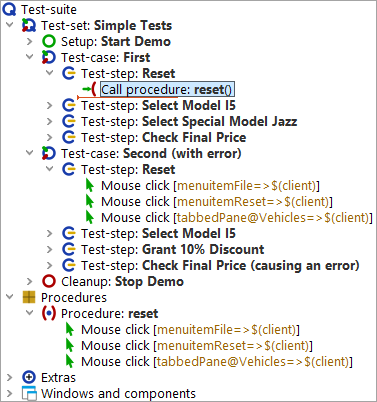 Test-suite
Test-set: Simple Tests
Setup: Start Demo
Test-case: First
Test-step: Reset
Call procedure: reset()
Test-step: Select Model I5
Test-step: Select Special Model Jazz
Test-step: Check Final Price
Test-case: Second (with error)
Test-step: Reset
Mouse click [menuitemFile=>$(client)]
Mouse click [menuitemReset=>$(client)]
Mouse click [tabbedPane@Vehicles=>$(client)]
Test-step: Select Model I5
Test-step: Grant 10% Discount
Test-step: Check Final Price (causing an error)
Cleanup: Stop Demo
Procedures
Procedure: reset
Mouse click [menuitemFile=>$(client)]
Mouse click [menuitemReset=>$(client)]
Mouse click [tabbedPane@Vehicles=>$(client)]
Extras
Windows and components